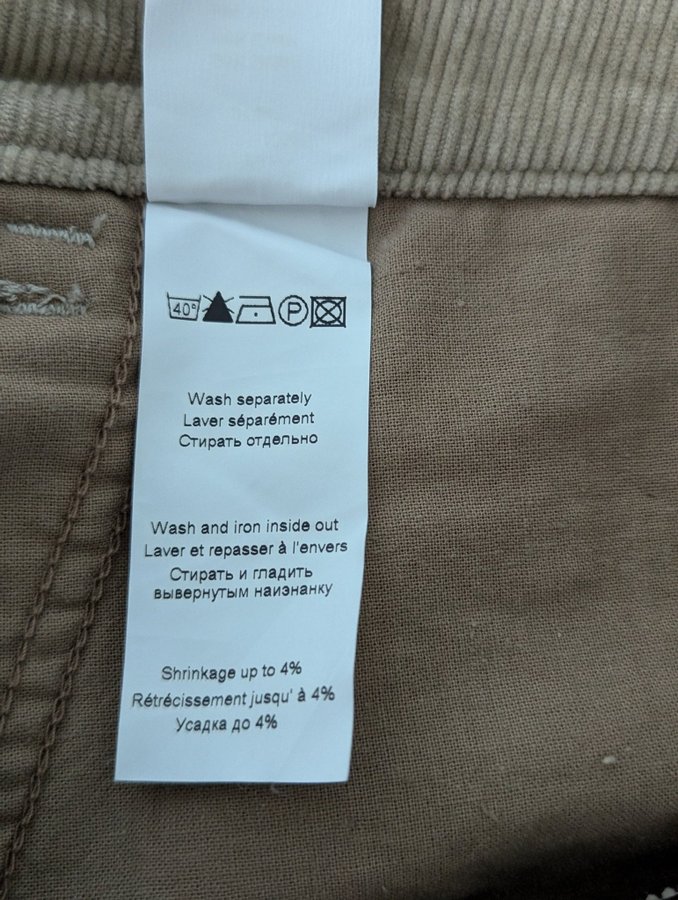 40°
P
Wash separately
Laver séparément
Стирать отдельно
Wash and iron inside out
Laver et repasser à l'envers
Стирать и гладить
вывернутым наизнанку
Shrinkage up to 4%
Rétrécissement jusqu' à 4%
Усадка до 4%